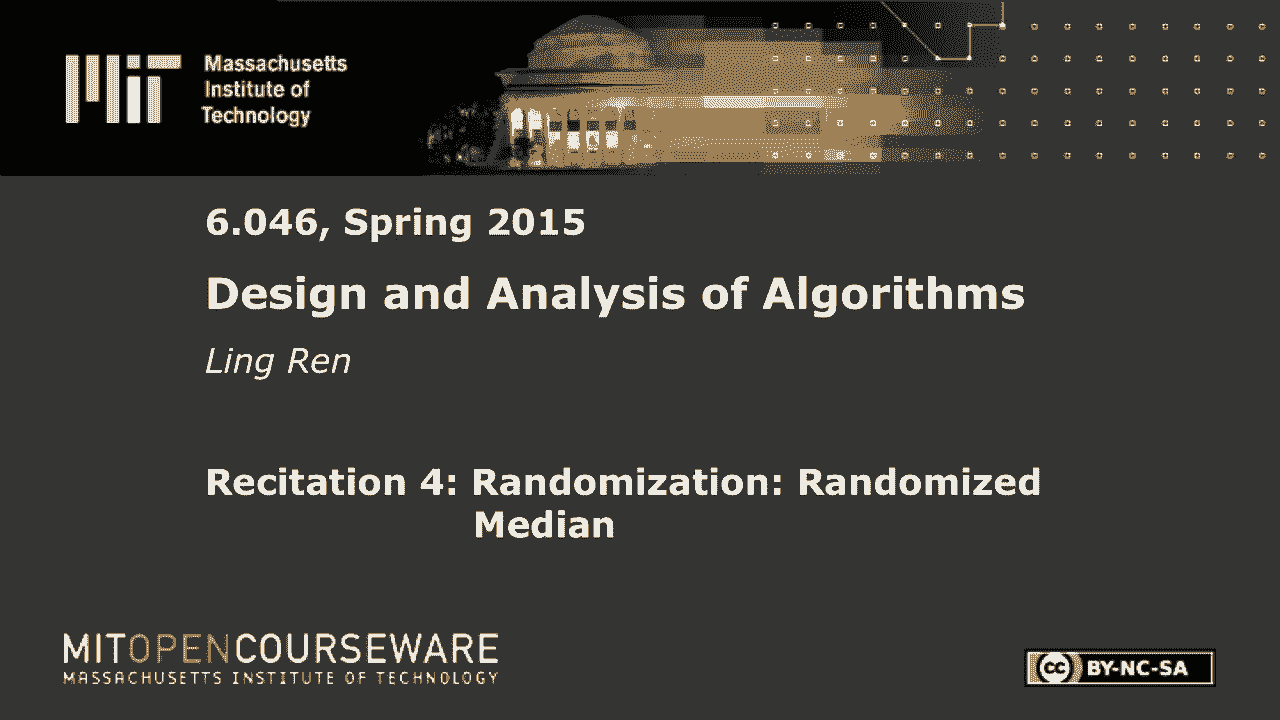 Massachusetts
Institute of
Technology
6.046, Spring 2015
Design and Analysis of Algorithms
Ling Ren
Recitation 4: Randomization: Randomized
Median
MITOPENCOURSEWARE
MASSACHUSETTS INSTITUTE OF TECHNOLOGY
CC BY-NC-SA